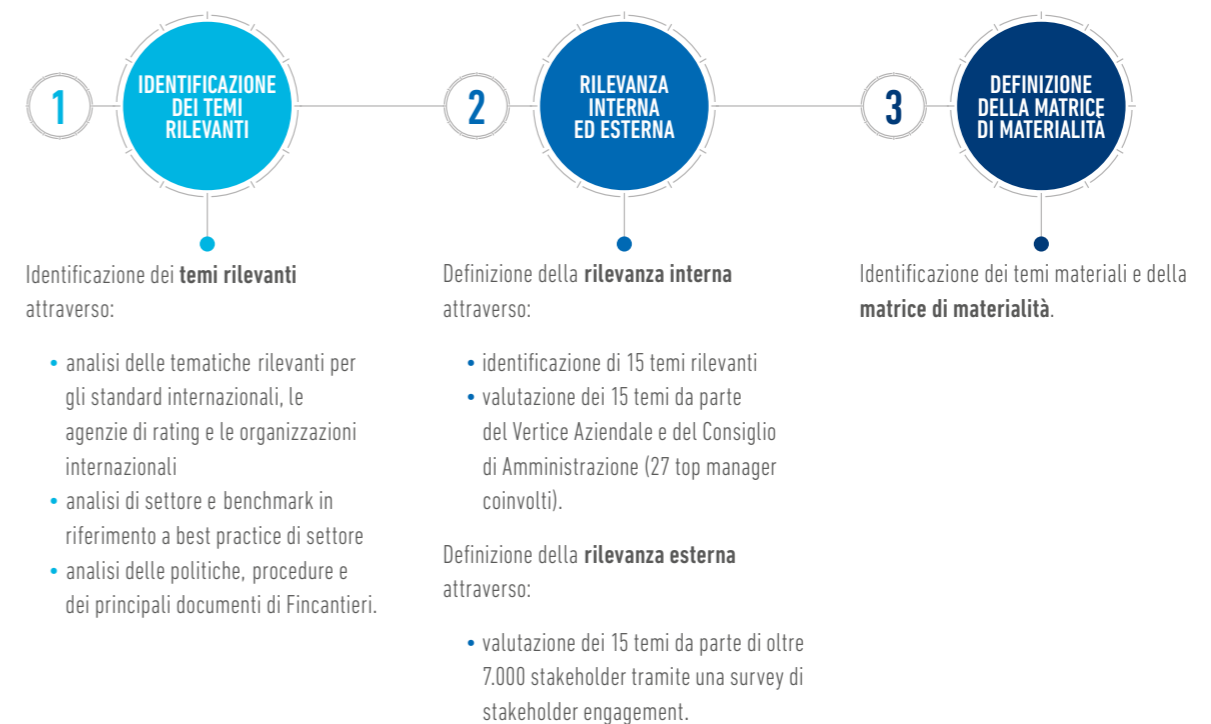 1
IDENTIFICAZIONE
DEI TEMI
RILEVANTI
Identificazione dei temi rilevanti
attraverso:
• analisi delle tematiche rilevanti per
gli standard internazionali, le
agenzie di rating e le organizzazioni
internazionali
• analisi di settore e benchmark in
riferimento a best practice di settore
• analisi delle politiche, procedure e
dei principali documenti di Fincantieri.
2
RILEVANZA
INTERNA
ED ESTERNA
Definizione della rilevanza interna
attraverso:
• identificazione di 15 temi rilevanti
• valutazione dei 15 temi da parte
del Vertice Aziendale e del Consiglio
di Amministrazione (27 top manager
coinvolti).
Definizione della rilevanza esterna
attraverso:
• valutazione dei 15 temi da parte di oltre
7.000 stakeholder tramite una survey di
stakeholder engagement.
3
DEFINIZIONE
DELLA MATRICE
DI MATERIALITÀ
Identificazione dei temi materiali e della
matrice di materialità.